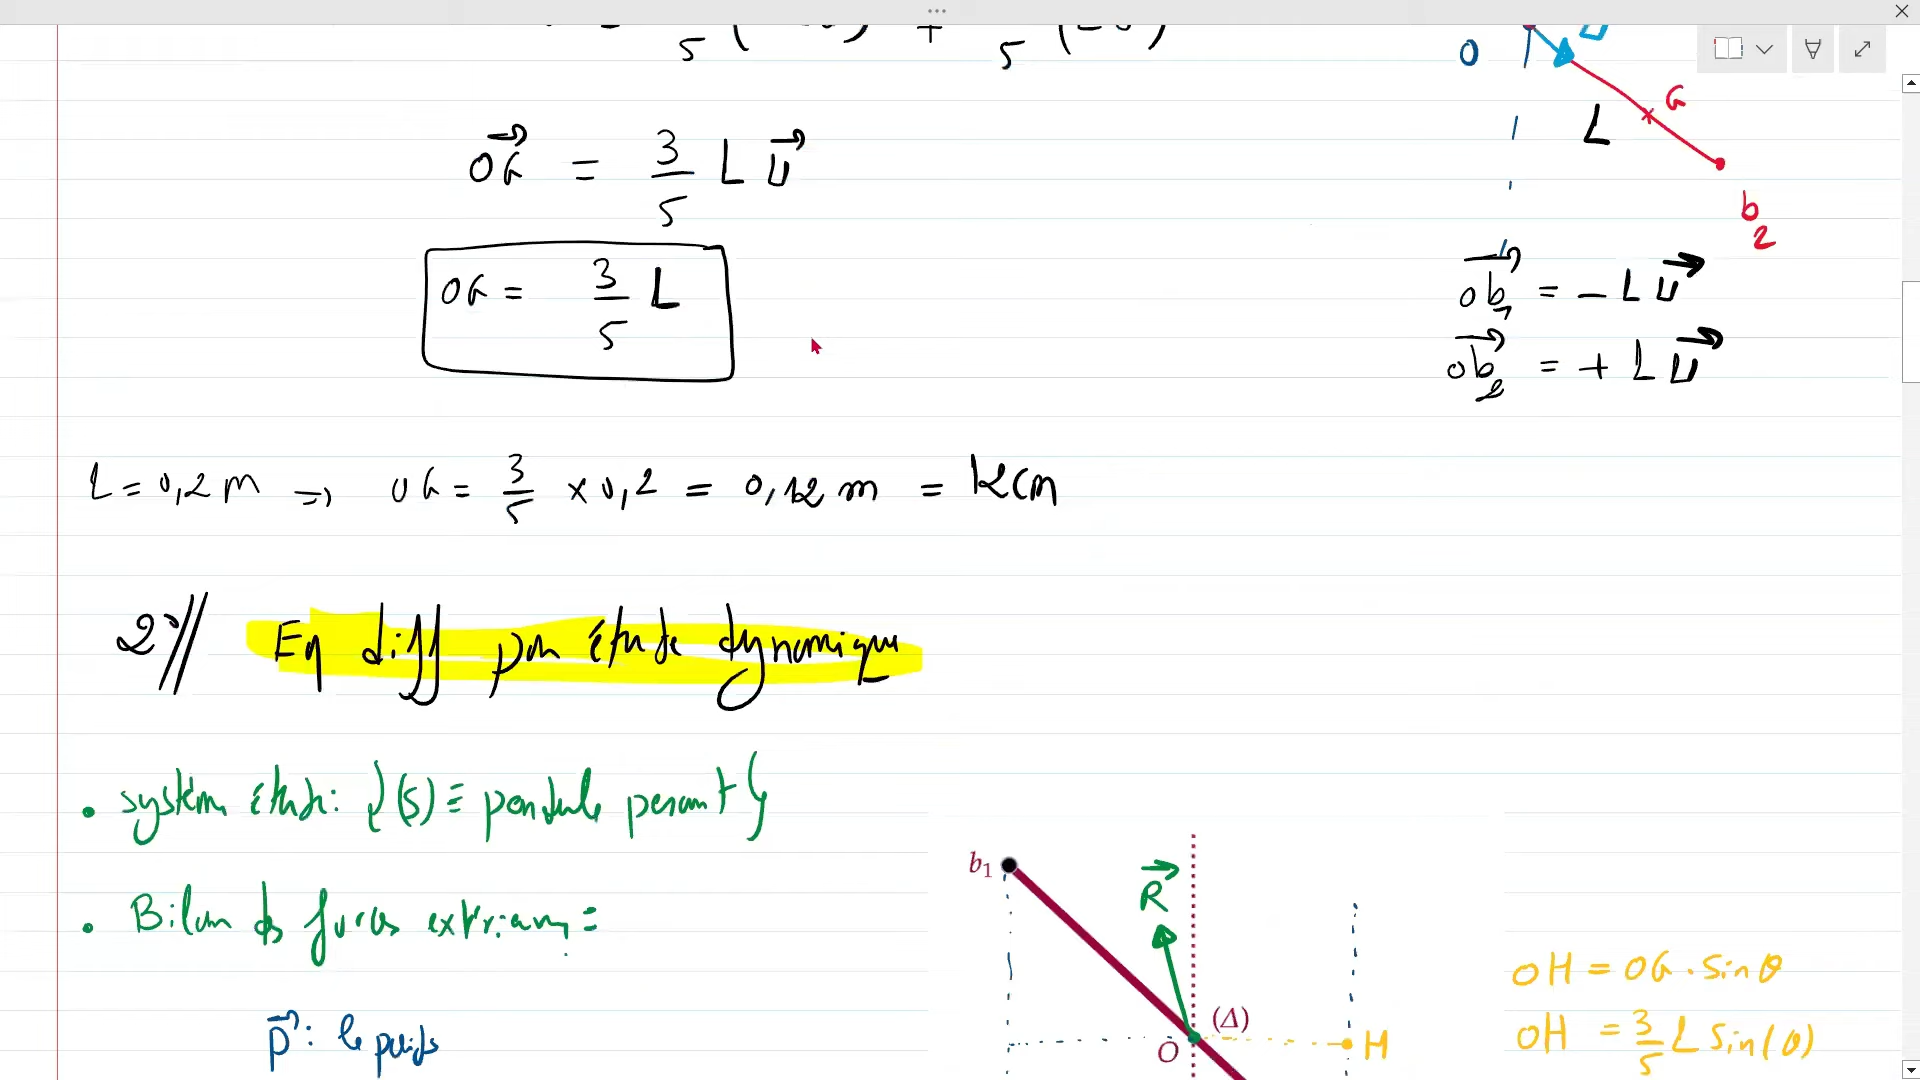 O
G
L
b2
→OG = 3/5 L →U
OG = 3/5 L
→Ob1 = - L →U
→Ob2 = + L →U
L = 0,2 m ⇒ OG = 3/5 × 0,2 = 0,12 m = 12 cm
2°// Eq diff par étude dynamique
• système étudié: {(S) ≡ pendule pesant}
• Bilan des forces extérieures =
→P : le poids
b1
→R
(Δ)
O
H
OH = OG . sin θ
OH = 3/5 L sin(θ)